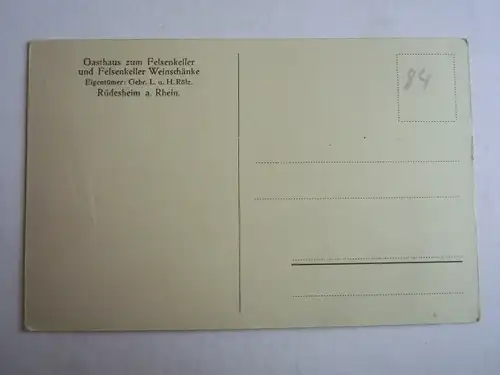 Gasthaus zum Felsenkeller
und Felsenkeller Weinschänke
Eigentümer: Gebr. L. u. H. Rölz.
Rüdesheim a. Rhein.
84